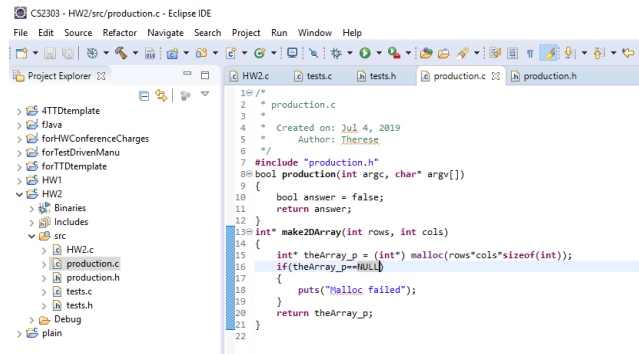 CS2303 - HW2/src/production.c - Eclipse IDE
File Edit Source Refactor Navigate Search Project Run Window Help
Project Explorer
HW2.c tests.c tests.h production.c production.h
4TTDtemplate
fJava
forHWConferenceCharges
forTestDrivenManu
forTTDtemplate
HW1
HW2
Binaries
Includes
src
HW2.c
production.c
production.h
tests.c
tests.h
Debug
plain
1 /*
2 * production.c
3 *
4 * Created on: Jul 4, 2019
5 * Author: Therese
6 */
7 #include "production.h"
8 bool production(int argc, char* argv[])
9 {
10 bool answer = false;
11 return answer;
12 }
13 int* make2DArray(int rows, int cols)
14 {
15 int* theArray_p = (int*) malloc(rows*cols*sizeof(int));
16 if(theArray_p==NULL)
17 {
18 puts("Malloc failed");
19 }
20 return theArray_p;
21 }
22